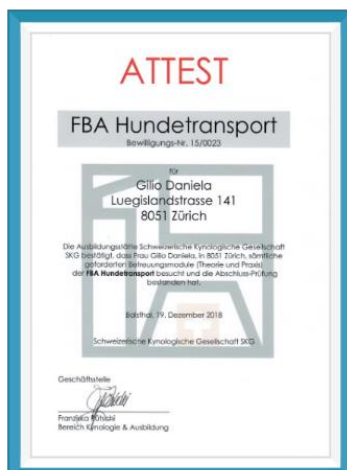 ATTEST
FBA Hundetransport
Bewilligungs-Nr. 15/0023
für
Gilio Daniela
Luegislandstrasse 141
8051 Zürich
Die Ausbildungsstätte Schweizerische Kynologische Gesellschaft
SKG bestätigt, dass Frau Gilio Daniela, in 8051 Zürich, sämtliche
geforderten Betreuungsmodule (Theorie und Praxis)
der FBA Hundetransport besucht und die Abschluss-Prüfung
bestanden hat.
Balsthal, 19. Dezember 2018
Schweizerische Kynologische Gesellschaft SKG
Geschäftsstelle
Franziska
Bereich Kynologie & Ausbildung